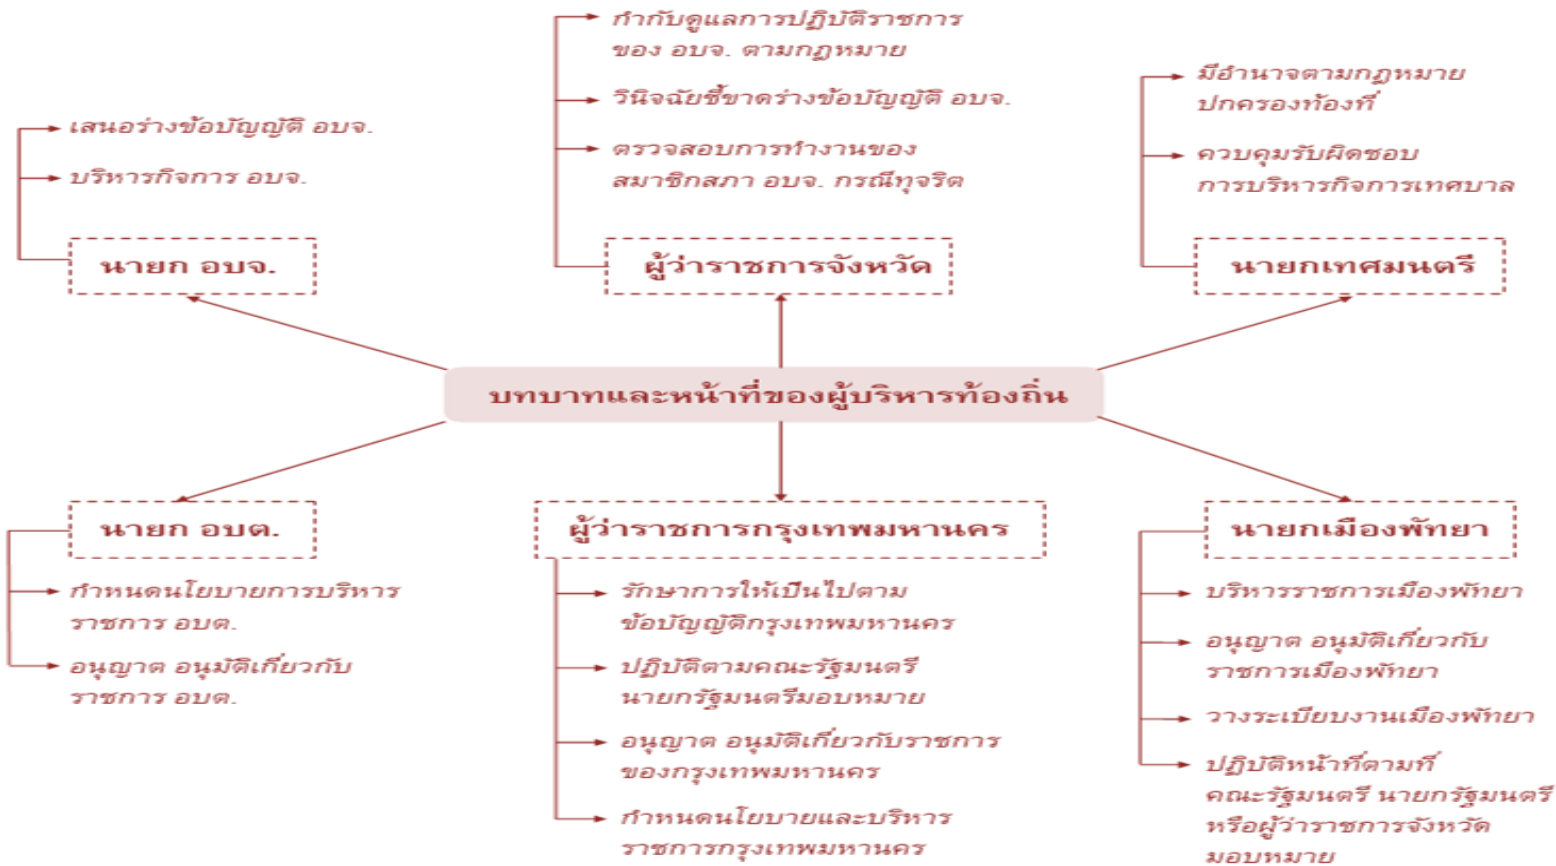 เสนอร่างข้อบัญญัติ อบจ.
บริหารกิจการ อบจ.
นายก อบจ.
กำกับดูแลการปฏิบัติราชการ
ของ อบจ. ตามกฎหมาย
วินิจฉัยชี้ขาดร่างข้อบัญญัติ อบจ.
ตรวจสอบการทำงานของ
สมาชิกสภา อบจ. กรณีทุจริต
ผู้ว่าราชการจังหวัด
มีอำนาจตามกฎหมาย
ปกครองท้องที่
ควบคุมรับผิดชอบ
การบริหารกิจการเทศบาล
นายกเทศมนตรี
บทบาทและหน้าที่ของผู้บริหารท้องถิ่น
นายก อบต.
กำหนดนโยบายการบริหาร
ราชการ อบต.
อนุญาต อนุมัติเกี่ยวกับ
ราชการ อบต.
ผู้ว่าราชการกรุงเทพมหานคร
รักษาการให้เป็นไปตาม
ข้อบัญญัติกรุงเทพมหานคร
ปฏิบัติตามคณะรัฐมนตรี
นายกรัฐมนตรีมอบหมาย
อนุญาต อนุมัติเกี่ยวกับราชการ
ของกรุงเทพมหานคร
กำหนดนโยบายและบริหาร
ราชการกรุงเทพมหานคร
นายกเมืองพัทยา
บริหารราชการเมืองพัทยา
อนุญาต อนุมัติเกี่ยวกับ
ราชการเมืองพัทยา
วางระเบียบงานเมืองพัทยา
ปฏิบัติหน้าที่ตามที่
คณะรัฐมนตรี นายกรัฐมนตรี
หรือผู้ว่าราชการจังหวัด
มอบหมาย